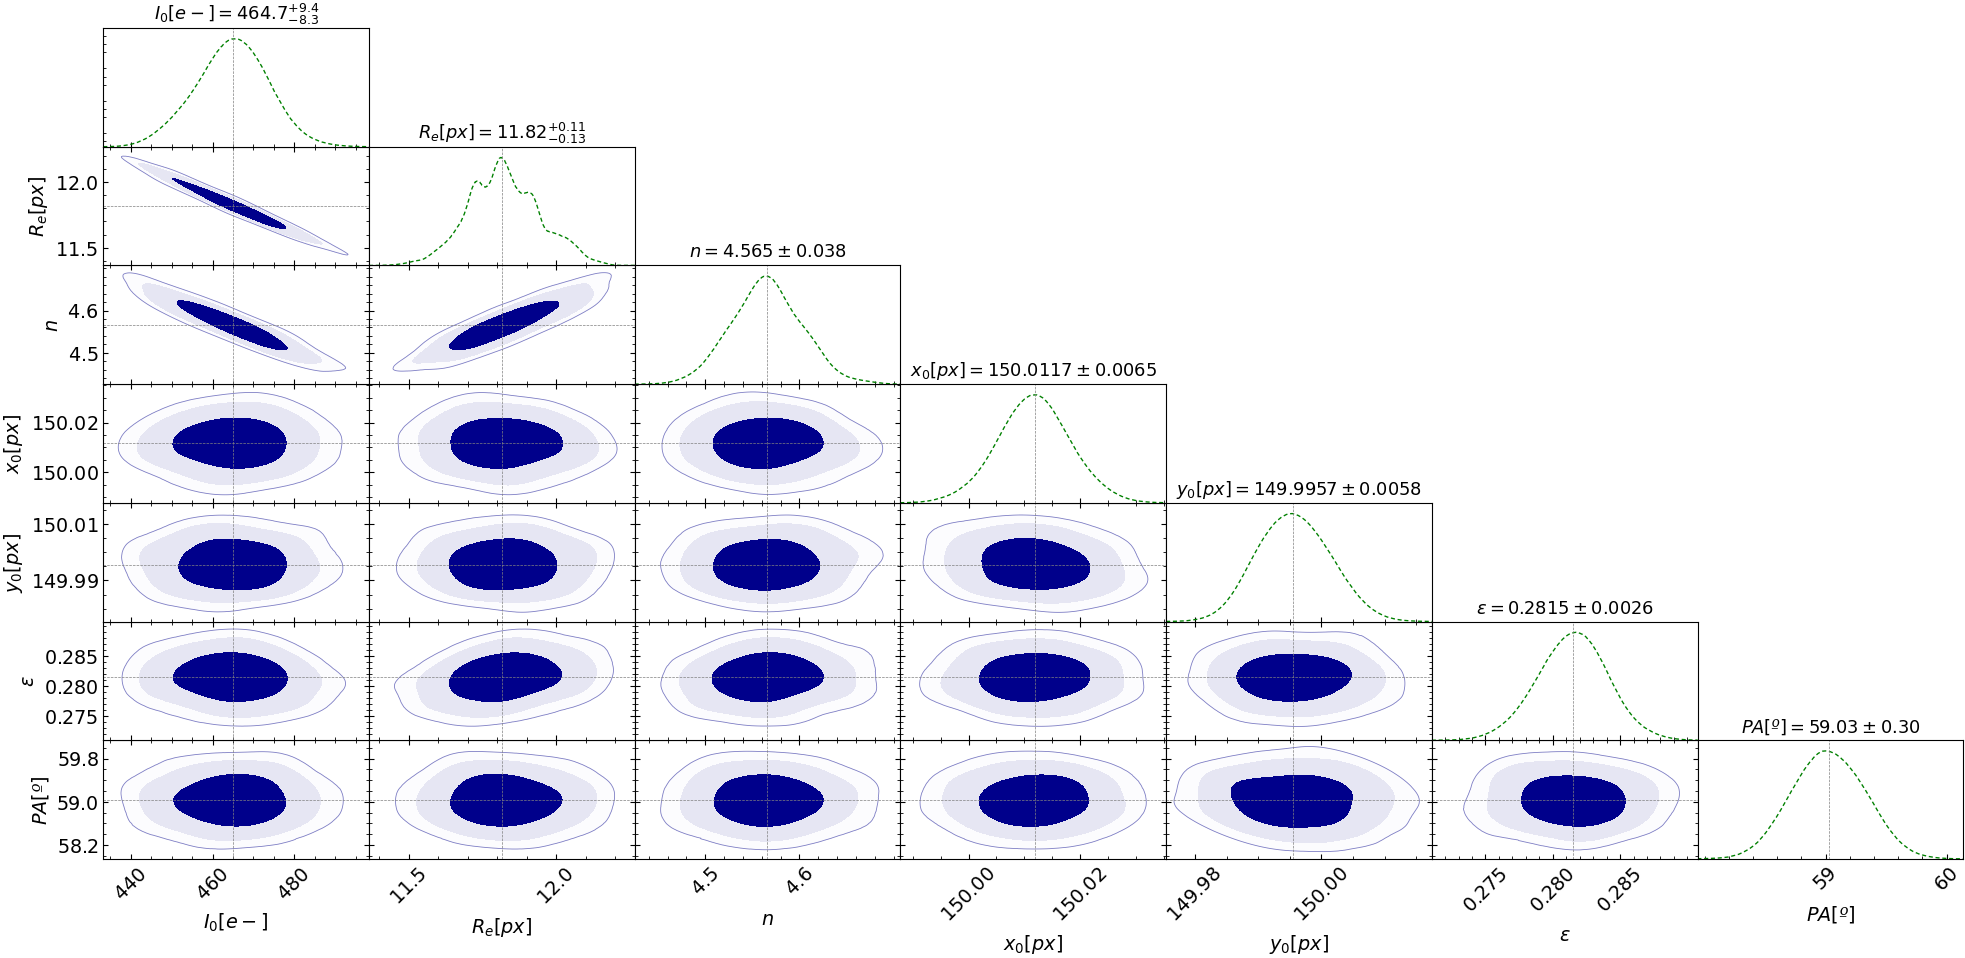 I₀[e−] = 464.7⁺⁹·⁴₋₈.₃
Rₑ[px] = 11.82⁺⁰·¹¹₋₀.₁₃
Rₑ[px]
12.0
11.5
n = 4.565 ± 0.038
n
4.6
4.5
x₀[px] = 150.0117 ± 0.0065
x₀[px]
150.02
150.00
y₀[px] = 149.9957 ± 0.0058
y₀[px]
150.01
149.99
ε = 0.2815 ± 0.0026
ε
0.285
0.280
0.275
PA[º] = 59.03 ± 0.30
PA[º]
59.8
59.0
58.2
440 460 480 11.5 12.0 4.5 4.6 150.00 150.02 149.98 150.00 0.275 0.280 0.285 59 60
I₀[e−] Rₑ[px] n x₀[px] y₀[px] ε PA[º]